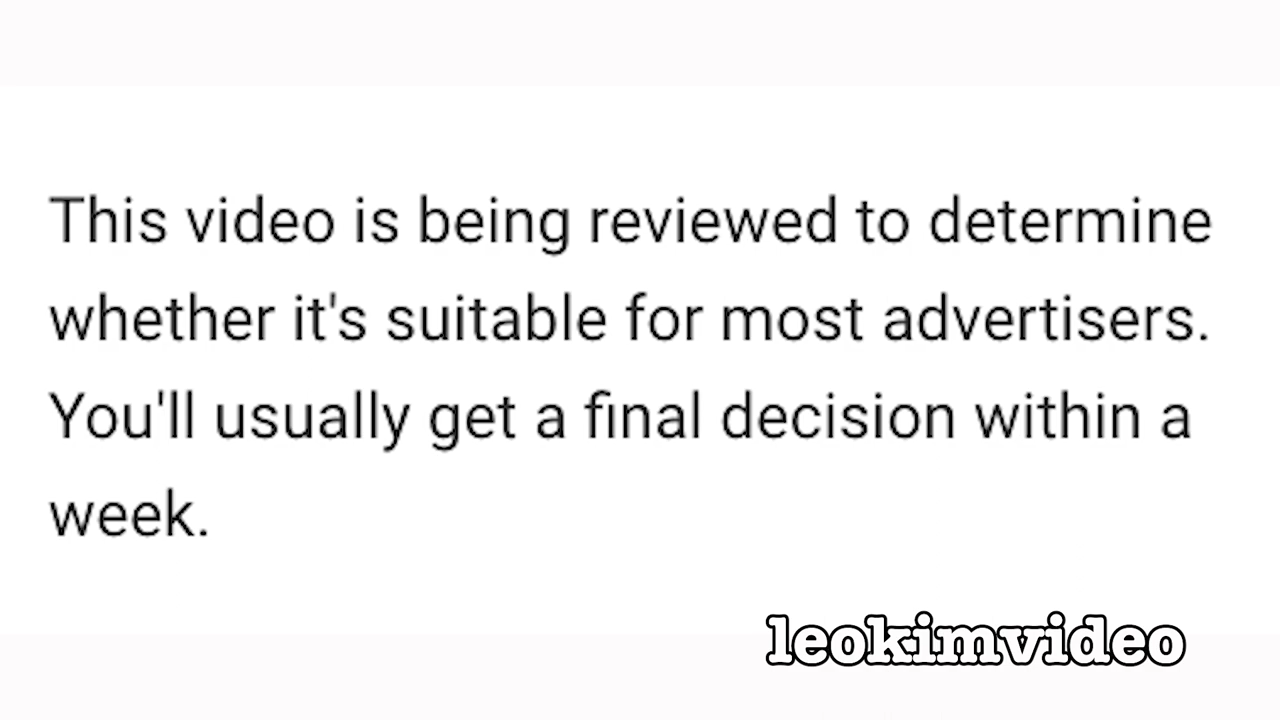 This video is being reviewed to determine
whether it's suitable for most advertisers.
You'll usually get a final decision within a
week.
leokimvideo